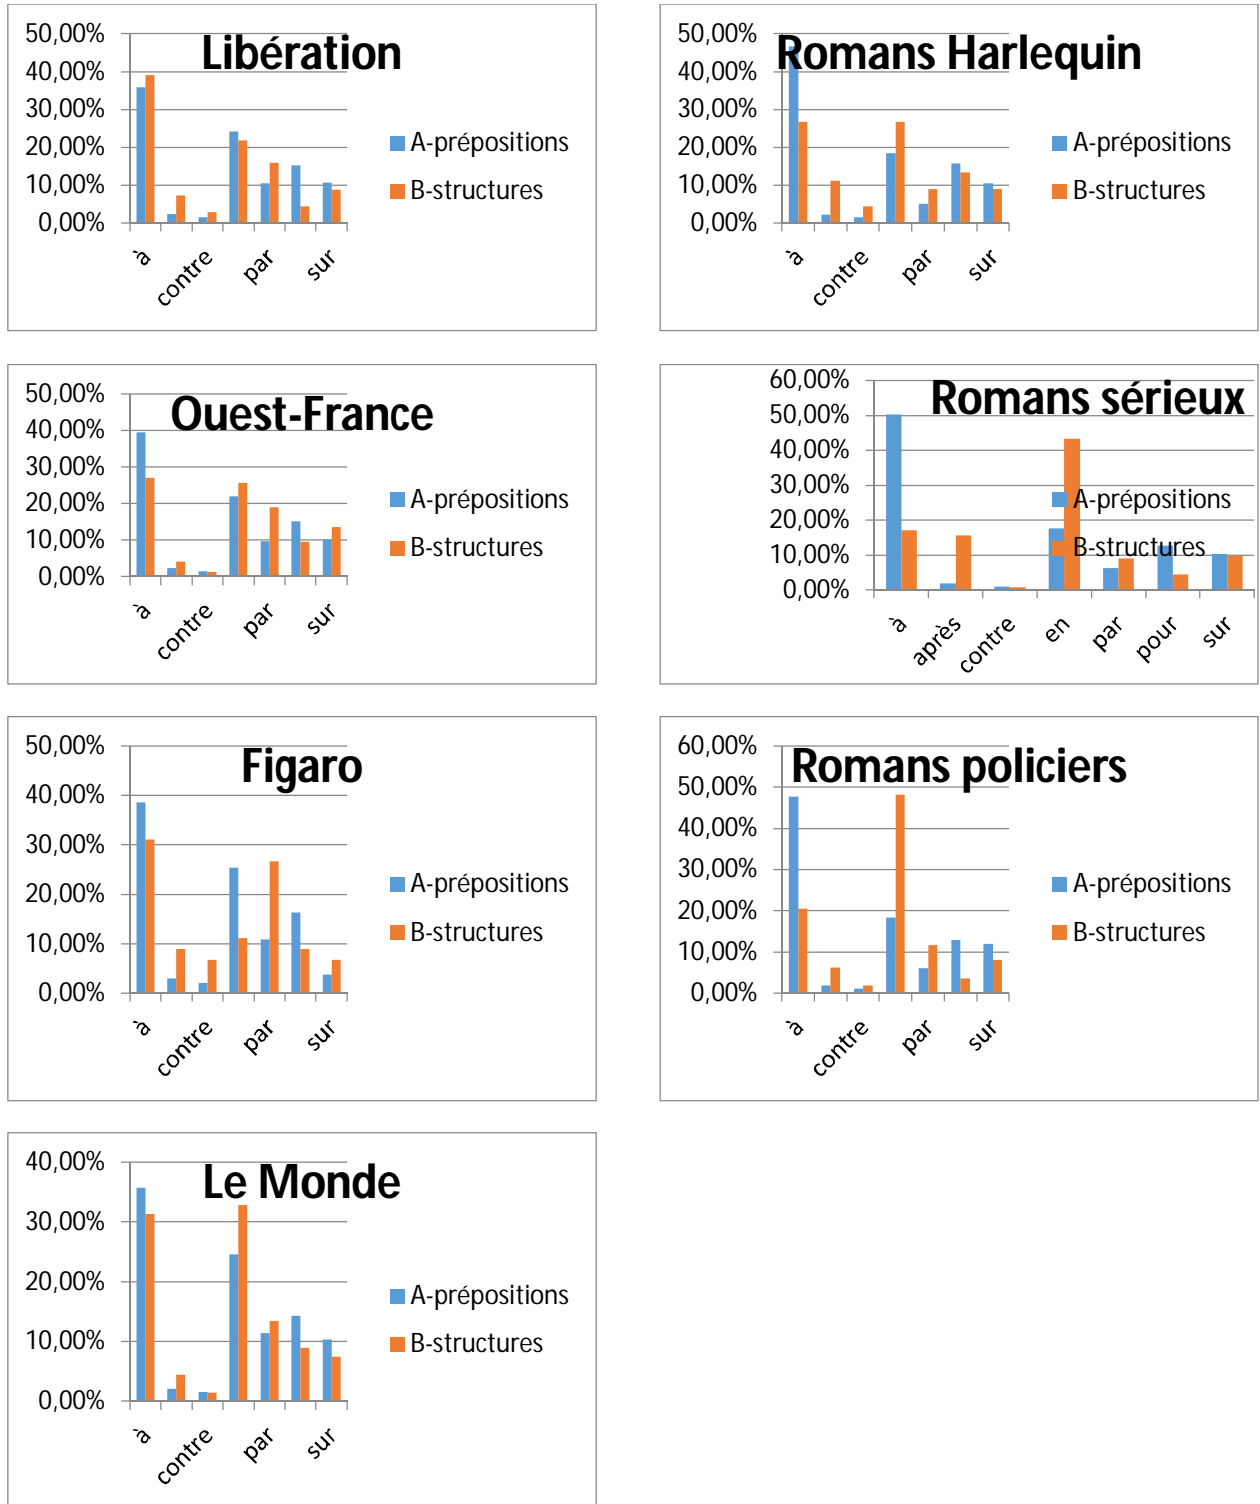 Libération
50,00%
40,00%
30,00%
20,00%
10,00%
0,00%
à
contre
par
sur
A-prépositions
B-structures
Romans Harlequin
50,00%
40,00%
30,00%
20,00%
10,00%
0,00%
à
contre
par
sur
A-prépositions
B-structures
Ouest-France
50,00%
40,00%
30,00%
20,00%
10,00%
0,00%
à
contre
par
sur
A-prépositions
B-structures
Romans sérieux
60,00%
50,00%
40,00%
30,00%
20,00%
10,00%
0,00%
à
après
contre
en
par
pour
sur
A-prépositions
B-structures
Figaro
50,00%
40,00%
30,00%
20,00%
10,00%
0,00%
à
contre
par
sur
A-prépositions
B-structures
Romans policiers
60,00%
50,00%
40,00%
30,00%
20,00%
10,00%
0,00%
à
contre
par
sur
A-prépositions
B-structures
Le Monde
40,00%
30,00%
20,00%
10,00%
0,00%
à
contre
par
sur
A-prépositions
B-structures